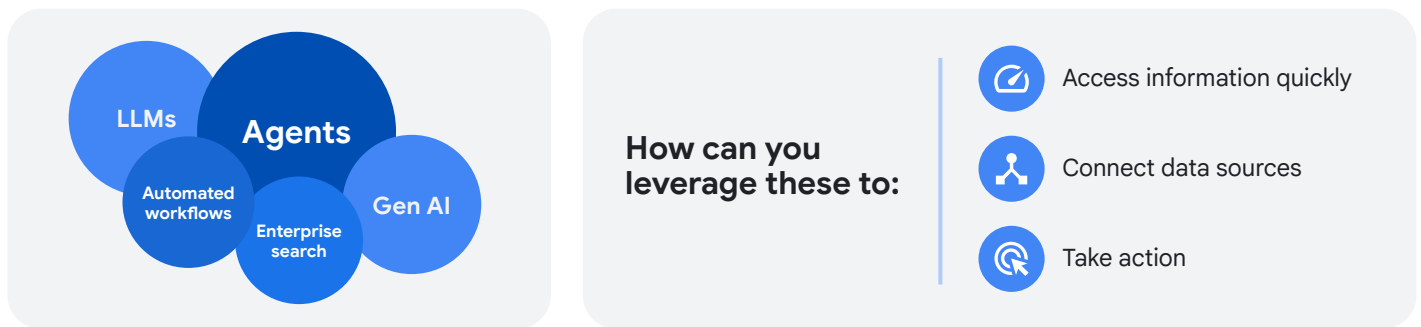 LLMs
Agents
Automated
workflows
Enterprise
search
Gen AI
How can you
leverage these to:
Access information quickly
Connect data sources
Take action